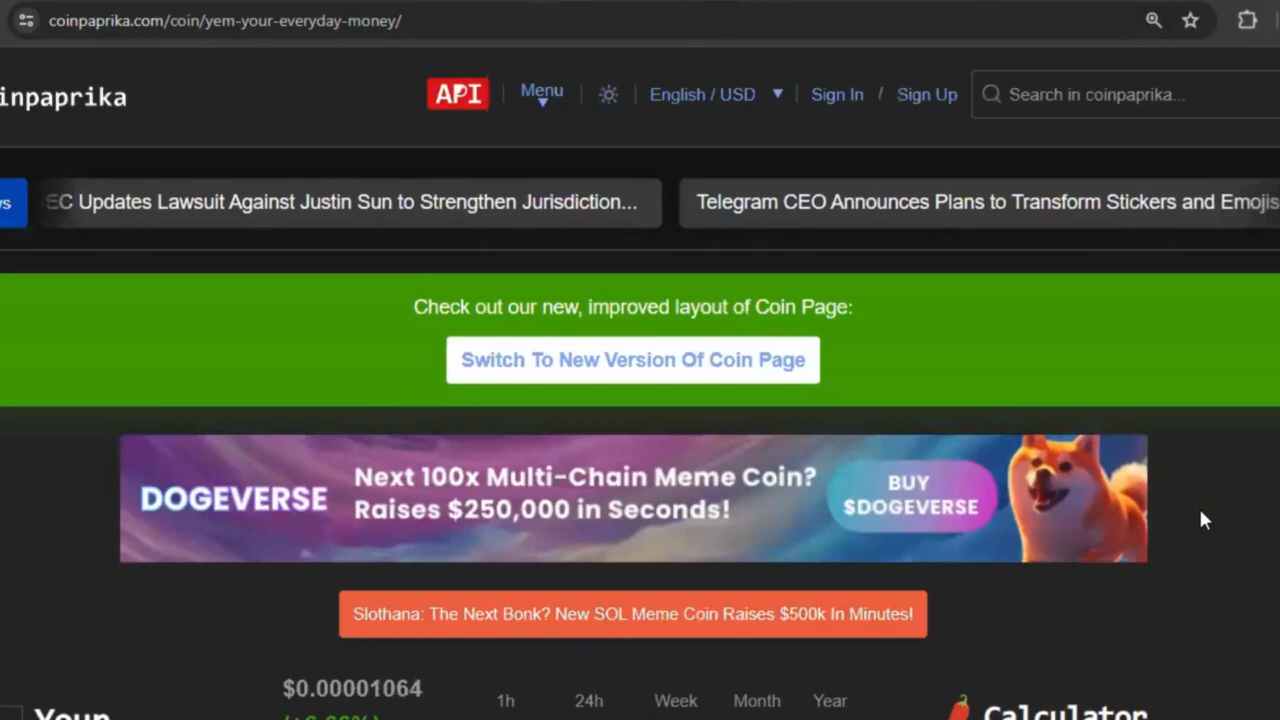 coinpaprika.com/coin/yem-your-everyday-money/
inpaprika
API
Menu
English / USD
Sign In / Sign Up
Search in coinpaprika...
EC Updates Lawsuit Against Justin Sun to Strengthen Jurisdiction...
Telegram CEO Announces Plans to Transform Stickers and Emojis
Check out our new, improved layout of Coin Page:
Switch To New Version Of Coin Page
DOGEVERSE
Next 100x Multi-Chain Meme Coin?
Raises $250,000 in Seconds!
BUY
$DOGEVERSE
Slothana: The Next Bonk? New SOL Meme Coin Raises $500k In Minutes!
$0.00001064
1h 24h Week Month Year
Your
Calculator